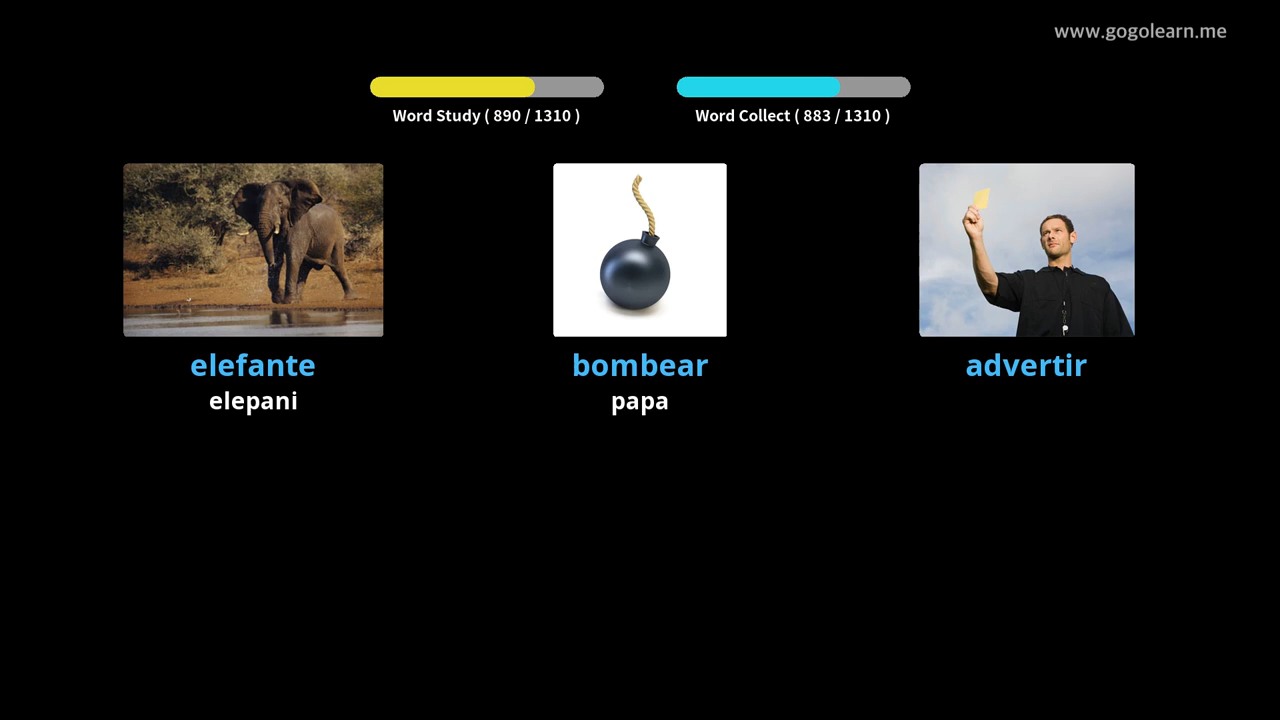 www.gogolearn.me
Word Study ( 890 / 1310 )
Word Collect ( 883 / 1310 )
elefante
elepani
bombear
papa
advertir